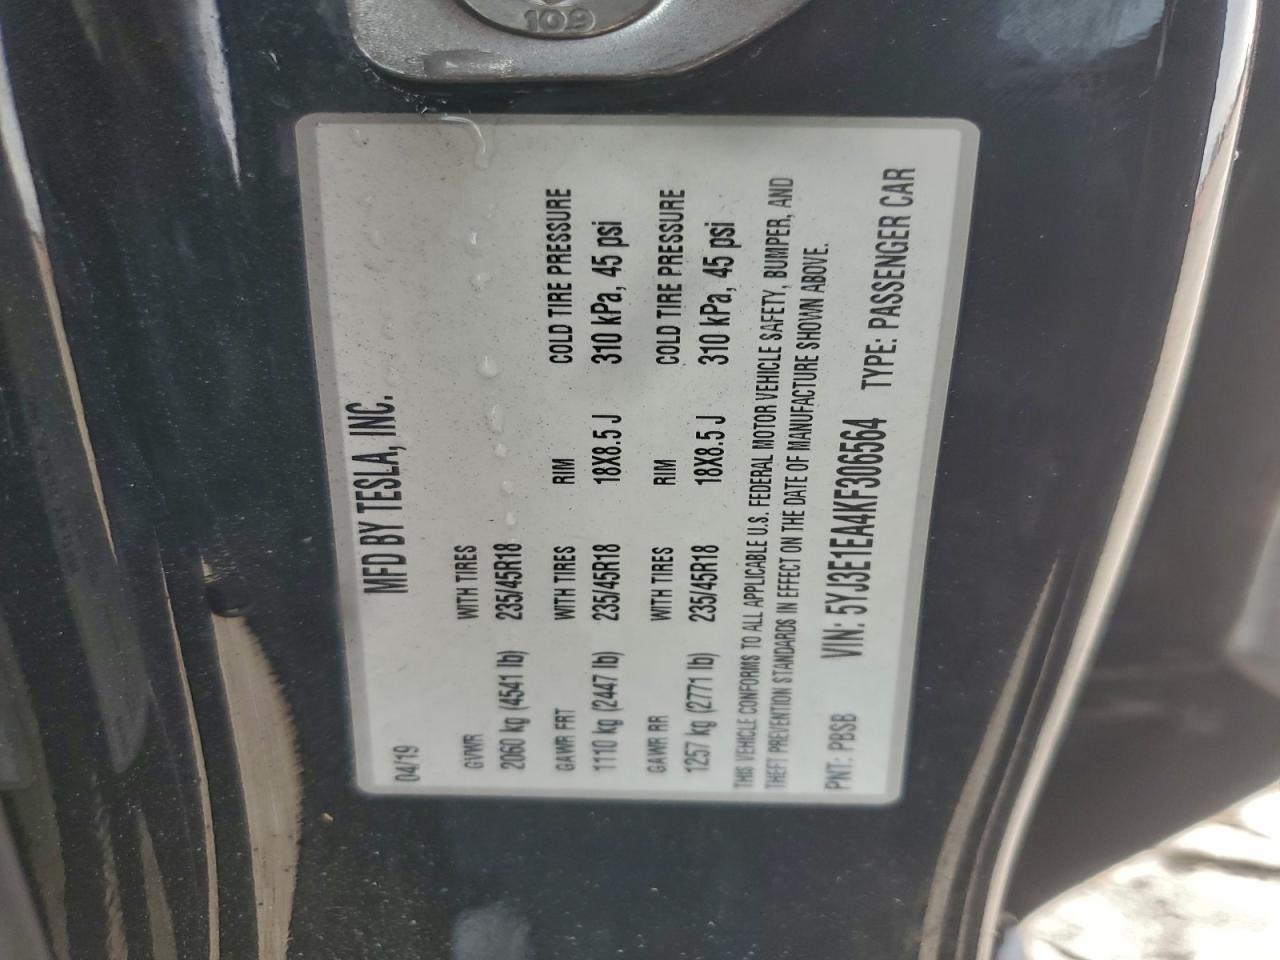 109
04/19 MFD BY TESLA, INC.
GVWR WITH TIRES
2060 kg (4541 lb) 235/45R18
GAWR FRT WITH TIRES RIM COLD TIRE PRESSURE
1110 kg (2447 lb) 235/45R18 18X8.5 J 310 kPa, 45 psi
GAWR RR WITH TIRES RIM COLD TIRE PRESSURE
1257 kg (2771 lb) 235/45R18 18X8.5 J 310 kPa, 45 psi
THIS VEHICLE CONFORMS TO ALL APPLICABLE U.S. FEDERAL MOTOR VEHICLE SAFETY, BUMPER, AND
THEFT PREVENTION STANDARDS IN EFFECT ON THE DATE OF MANUFACTURE SHOWN ABOVE.
PNT: PBSB VIN: 5YJ3E1EA4KF306564 TYPE: PASSENGER CAR